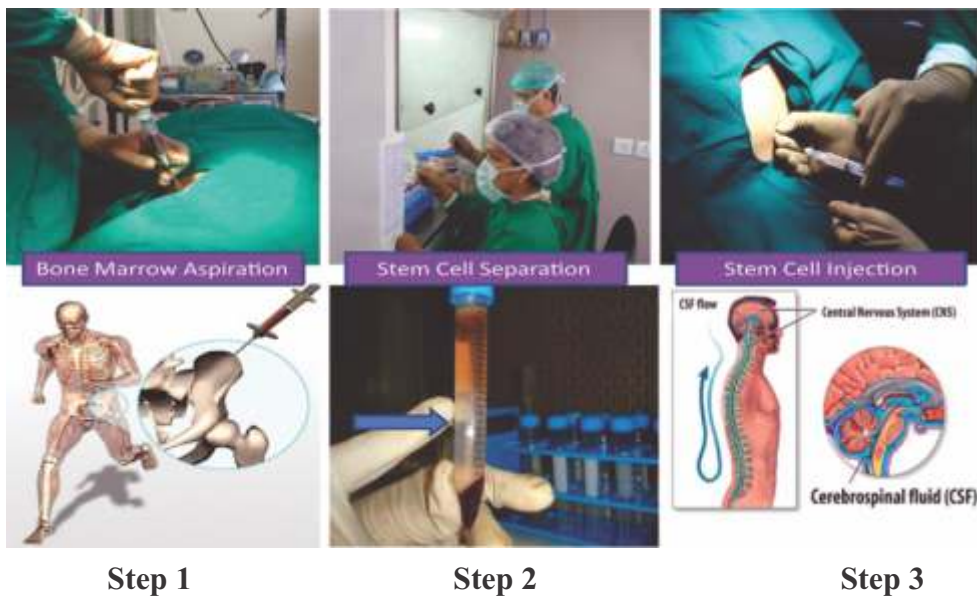 Bone Marrow Aspiration
Stem Cell Separation
Stem Cell Injection
CSF flow
Central Nervous System (CNS)
Cerebrospinal fluid (CSF)
Step 1
Step 2
Step 3